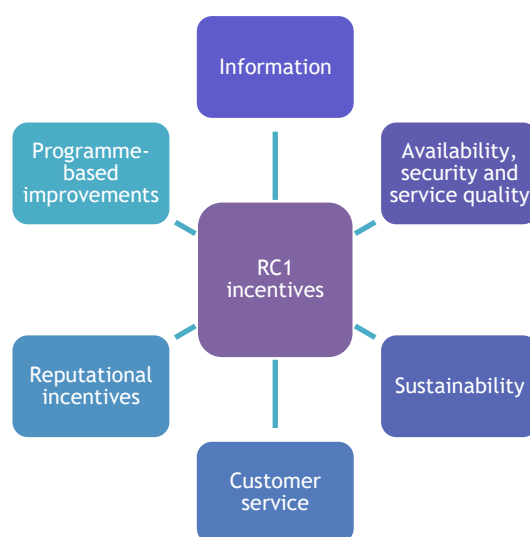 Information
Programme-
based
improvements
Availability,
security and
service quality
RC1
incentives
Reputational
incentives
Sustainability
Customer
service